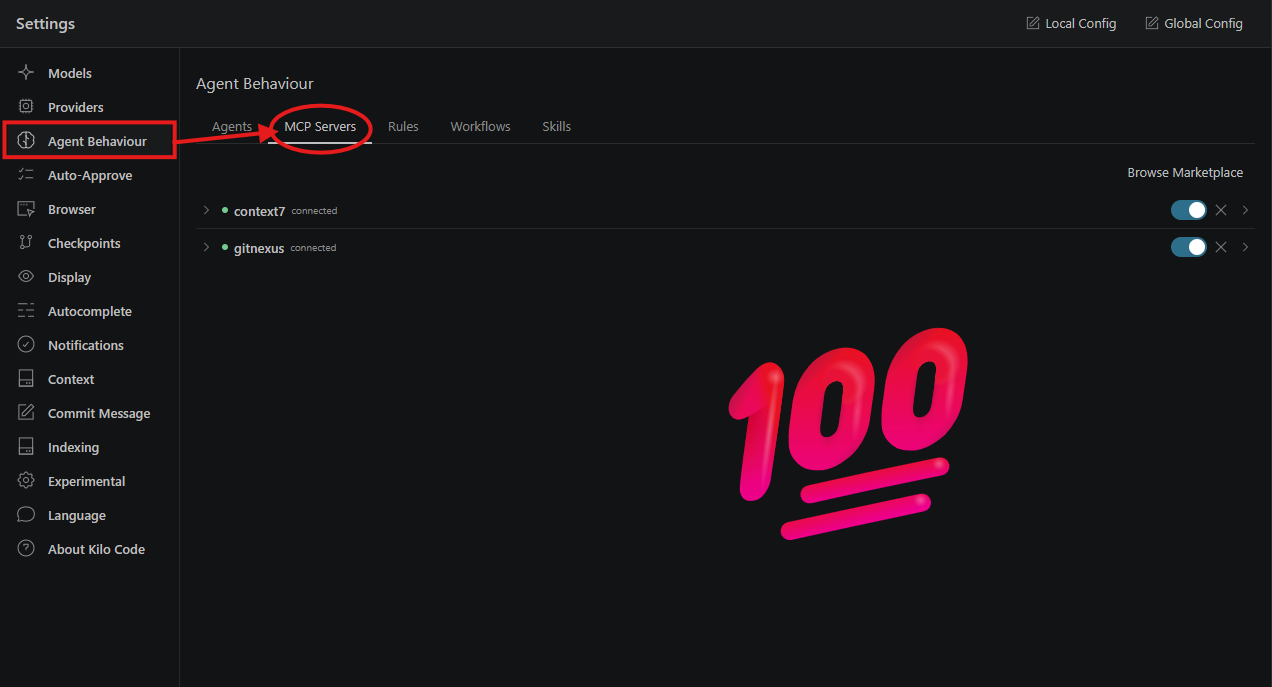 Settings
Local Config
Global Config
Models
Providers
Agent Behaviour
Auto-Approve
Browser
Checkpoints
Display
Autocomplete
Notifications
Context
Commit Message
Indexing
Experimental
Language
About Kilo Code
Agent Behaviour
Agents
MCP Servers
Rules
Workflows
Skills
Browse Marketplace
context7 connected
gitnexus connected
100